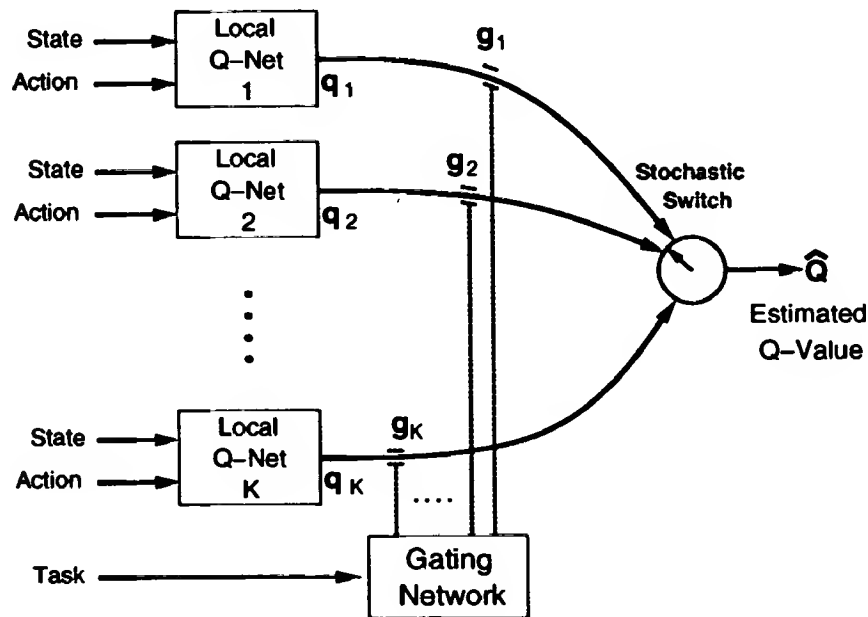 State
Action
Local
Q-Net
1
q1
g1
State
Action
Local
Q-Net
2
q2
g2
Stochastic
Switch
Q̂
Estimated
Q-Value
State
Action
Local
Q-Net
K
qK
gK
....
Task
Gating
Network